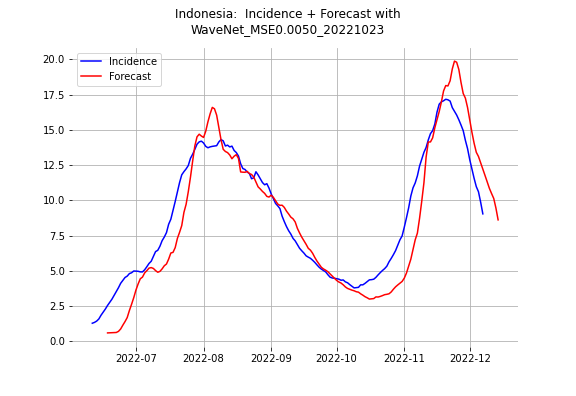 Indonesia:  Incidence + Forecast with
WaveNet_MSE0.0050_20221023
Incidence
Forecast
20.0
17.5
15.0
12.5
10.0
7.5
5.0
2.5
0.0
2022-07 2022-08 2022-09 2022-10 2022-11 2022-12